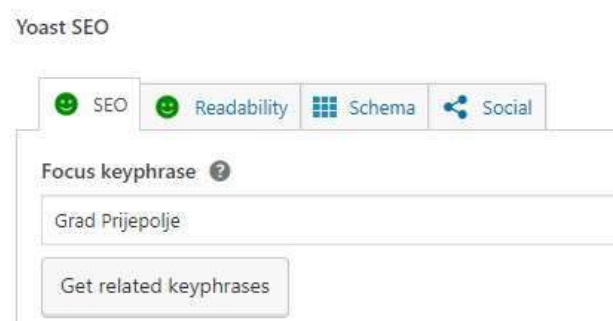 Yoast SEO
SEO Readability Schema Social
Focus keyphrase ?
Grad Prijepolje
Get related keyphrases